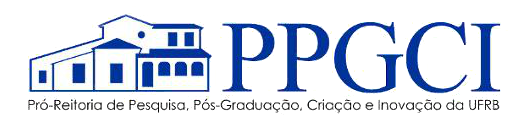 PPGCI
Pró-Reitoria de Pesquisa, Pós-Graduação, Criação e Inovação da UFRB